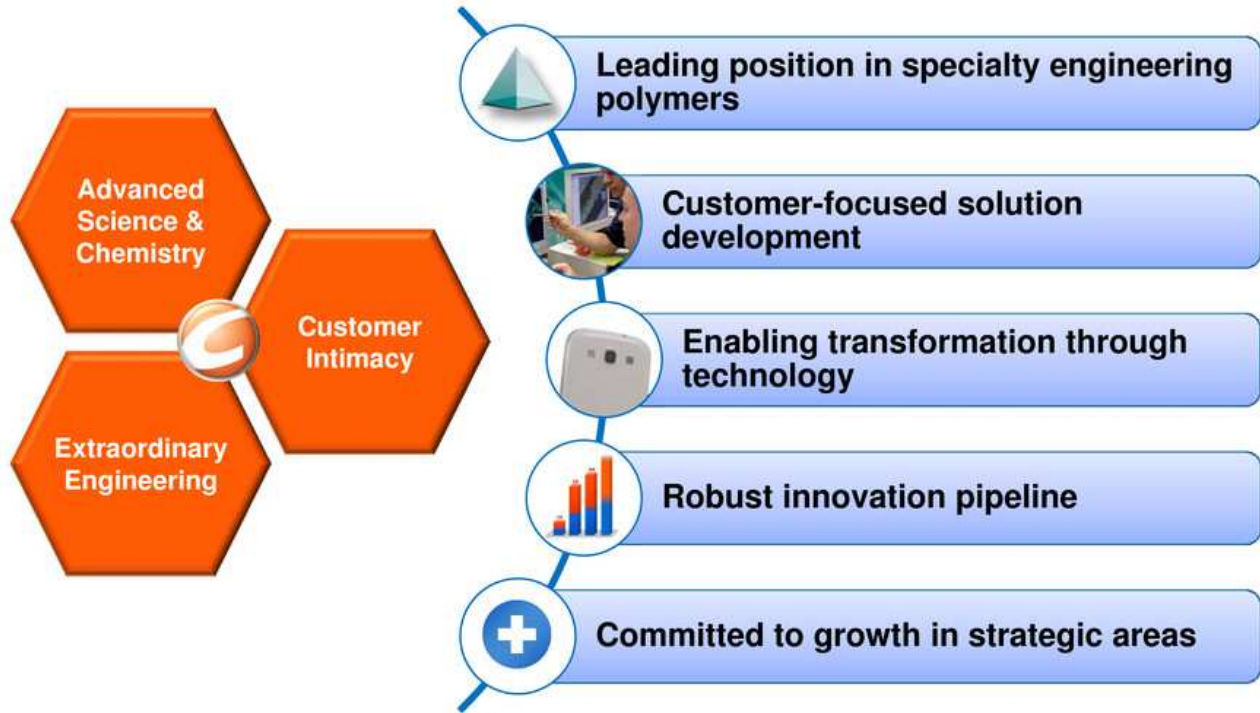 Advanced
Science &
Chemistry
Customer
Intimacy
Extraordinary
Engineering
Leading position in specialty engineering
polymers
Customer-focused solution
development
Enabling transformation through
technology
Robust innovation pipeline
Committed to growth in strategic areas